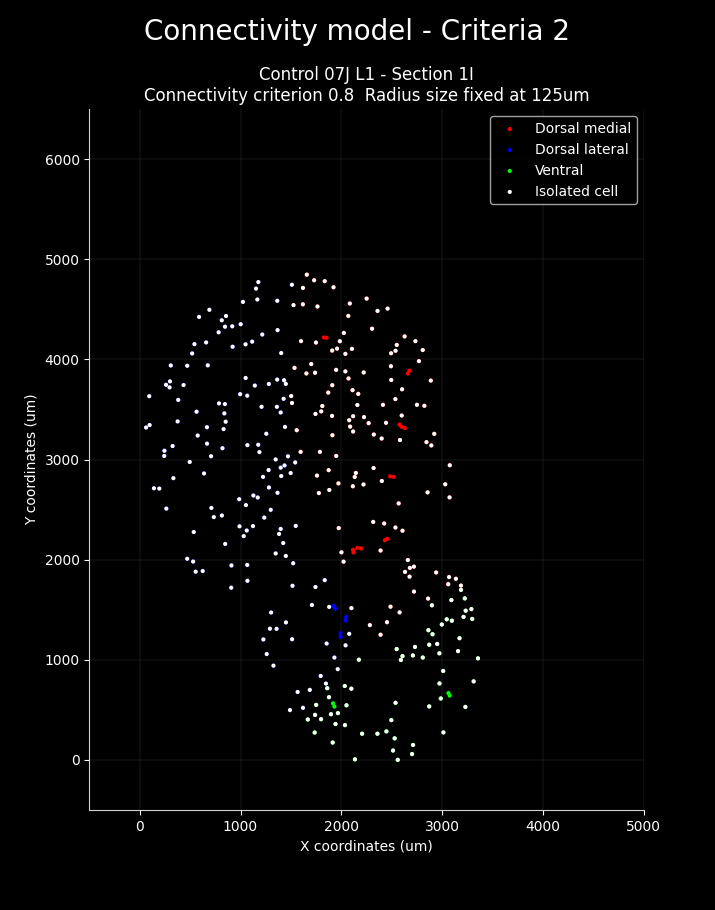 Connectivity model - Criteria 2
Control 07J L1 - Section 1I
Connectivity criterion 0.8  Radius size fixed at 125um
Dorsal medial
Dorsal lateral
Ventral
Isolated cell
6000
5000
4000
3000
2000
1000
0
Y coordinates (um)
0 1000 2000 3000 4000 5000
X coordinates (um)